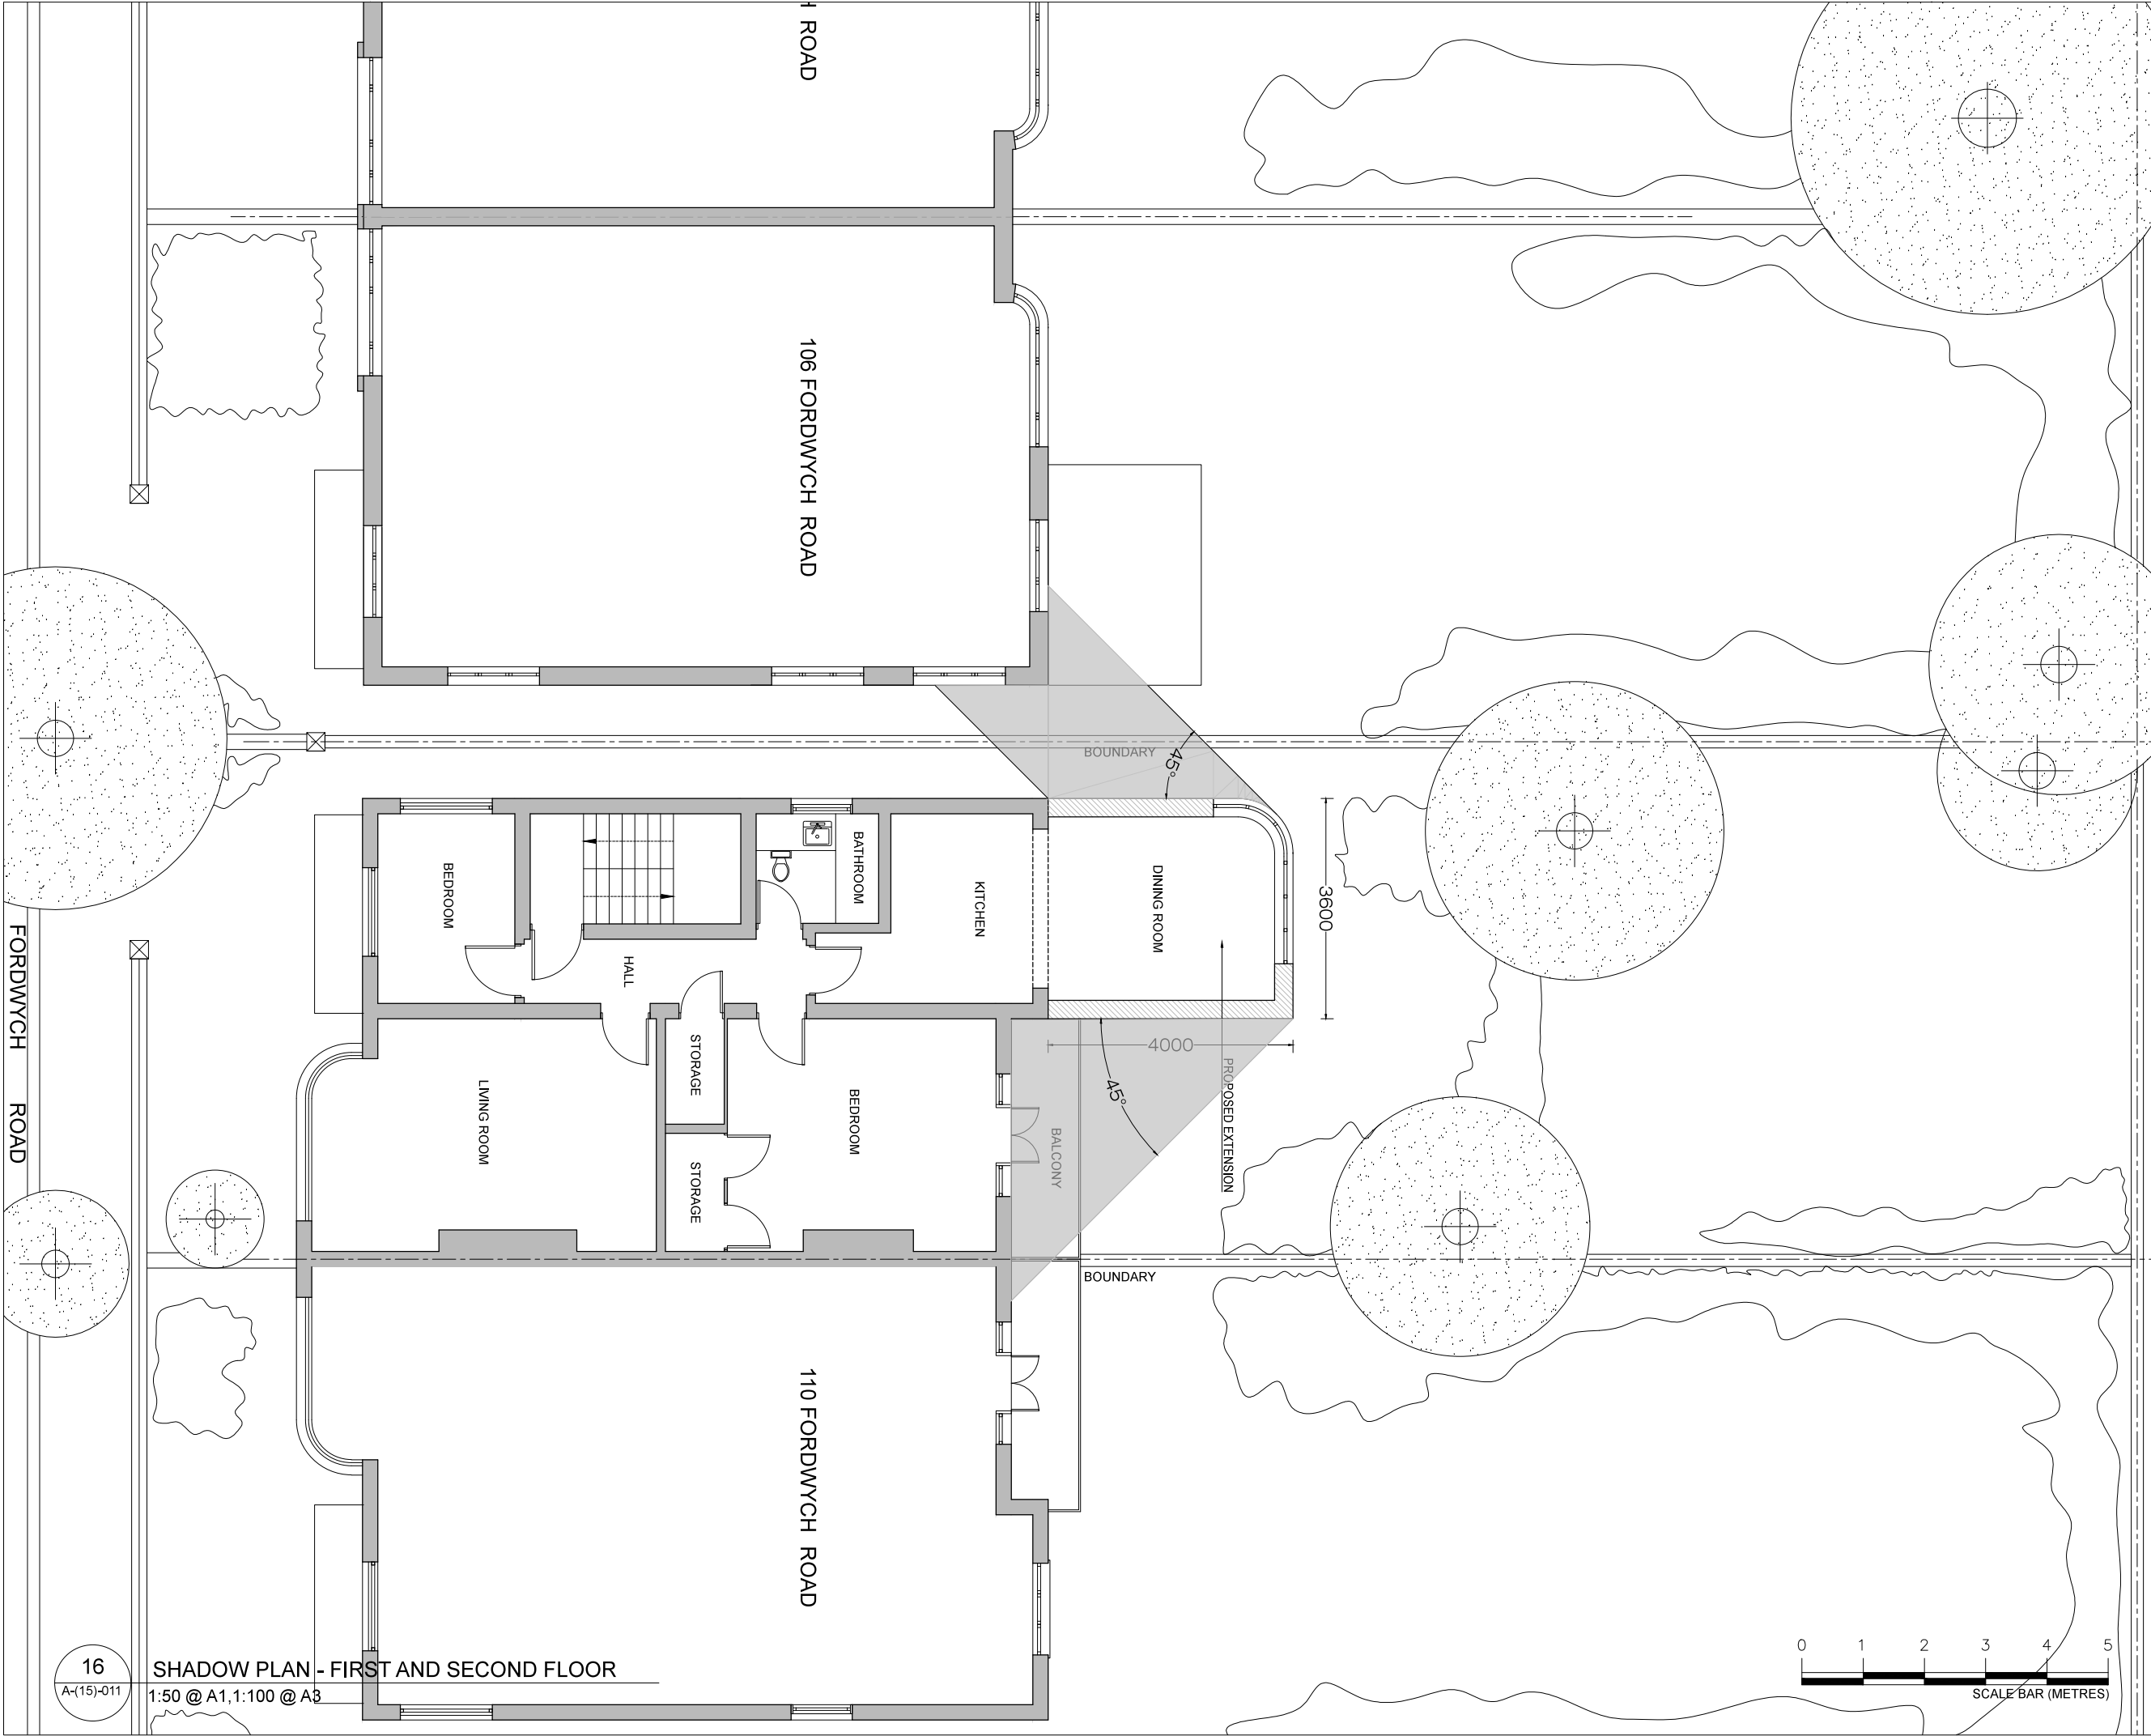 H ROAD
106 FORDWYCH ROAD
BOUNDARY
45°
BEDROOM
BATHROOM
KITCHEN
DINING ROOM
3600
HALL
4000
PROPOSED EXTENSION
45°
STORAGE
LIVING ROOM
BEDROOM
BALCONY
STORAGE
BOUNDARY
FORDWYCH ROAD
110 FORDWYCH ROAD
16
A-(15)-011
SHADOW PLAN - FIRST AND SECOND FLOOR
1:50 @ A1,1:100 @ A3
0 1 2 3 4 5
SCALE BAR (METRES)